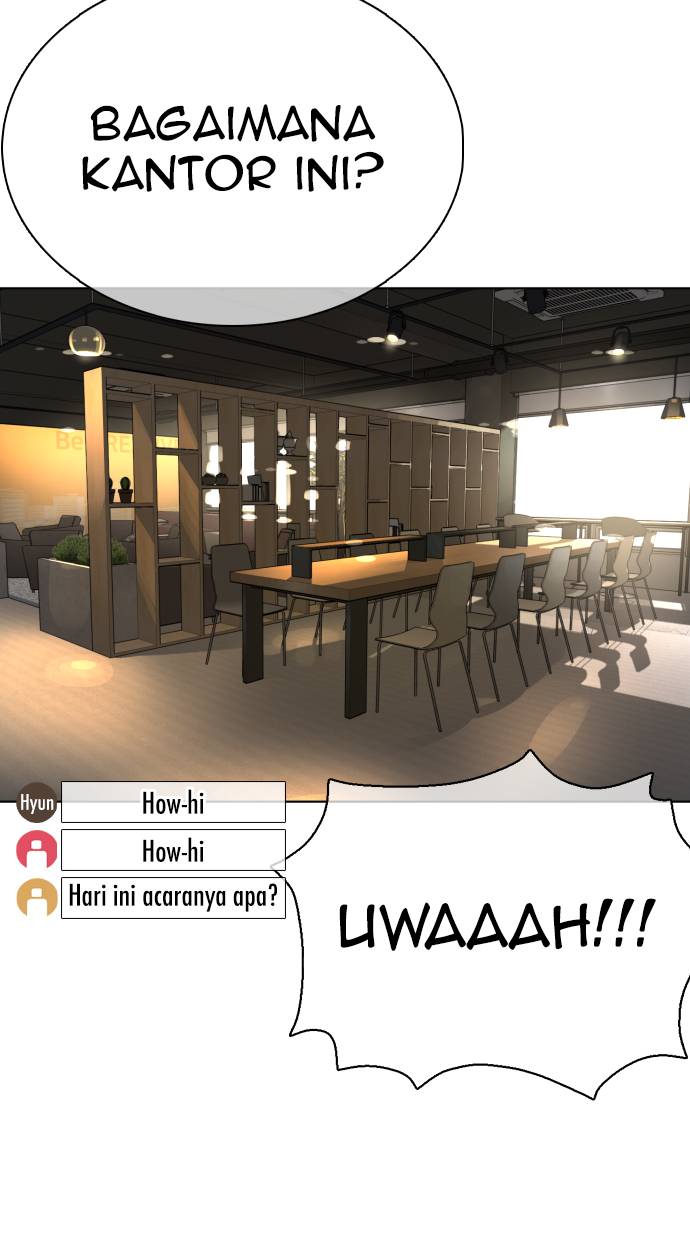 BAGAIMANA
KANTOR INI?
Hyun
How-hi
How-hi
Hari ini acaranya apa?
UWAAAH!!!